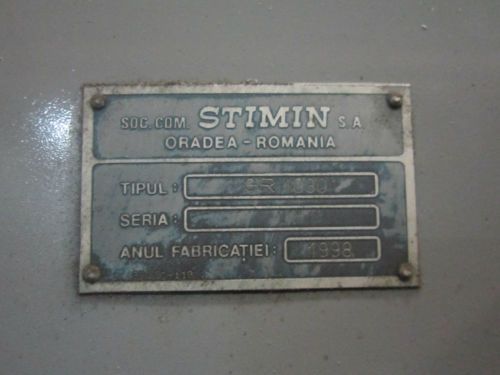 SOC. COM. STIMIN S.A.
ORADEA - ROMANIA
TIPUL:
SERIA:
ANUL FABRICAȚIEI: 1998